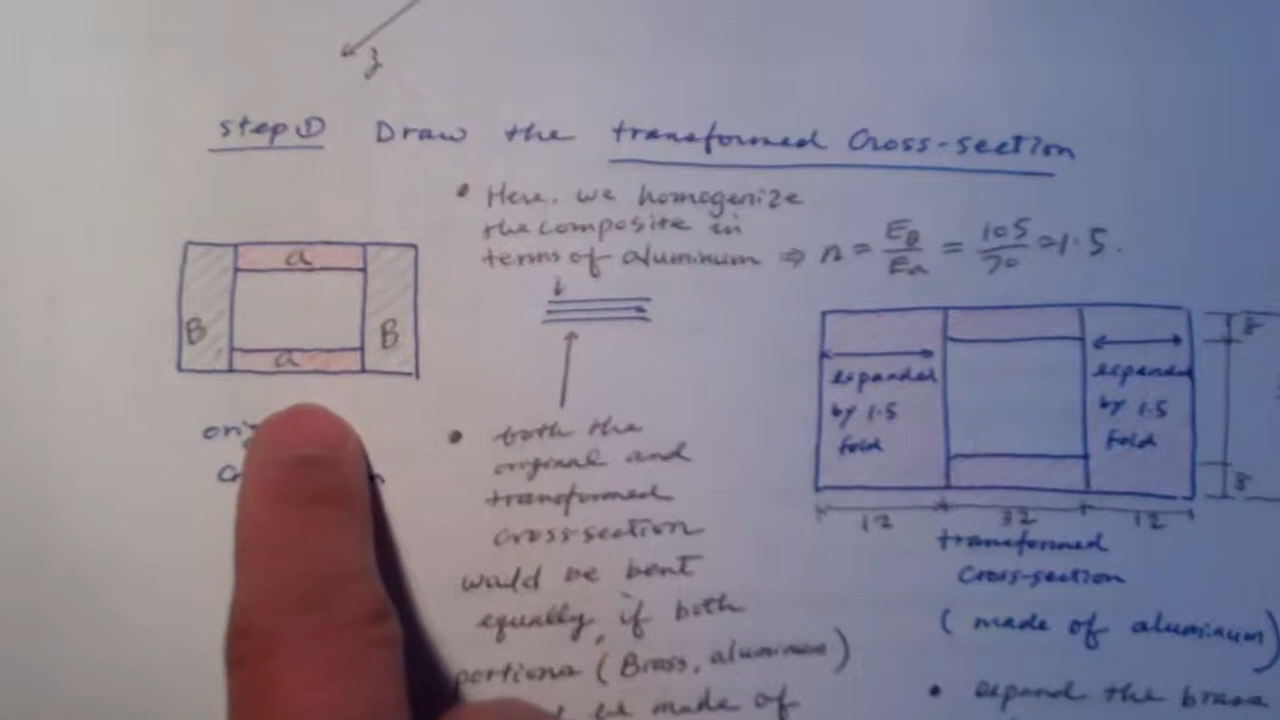 z
step ① Draw the transformed Cross-section
• Here, we homogenize
the composite in
terms of aluminum ⇒ n = E_B/E_a = 105/70 = 1.5.
a
B
B
a
• both the
original and
transformed
cross-section
would be bent
equally, if both
portions (Brass, aluminum)
be made of
expanded
by 1.5
fold
expanded
by 1.5
fold
8
8
12 32 12
transformed
cross-section
(made of aluminum)
• expand the brass